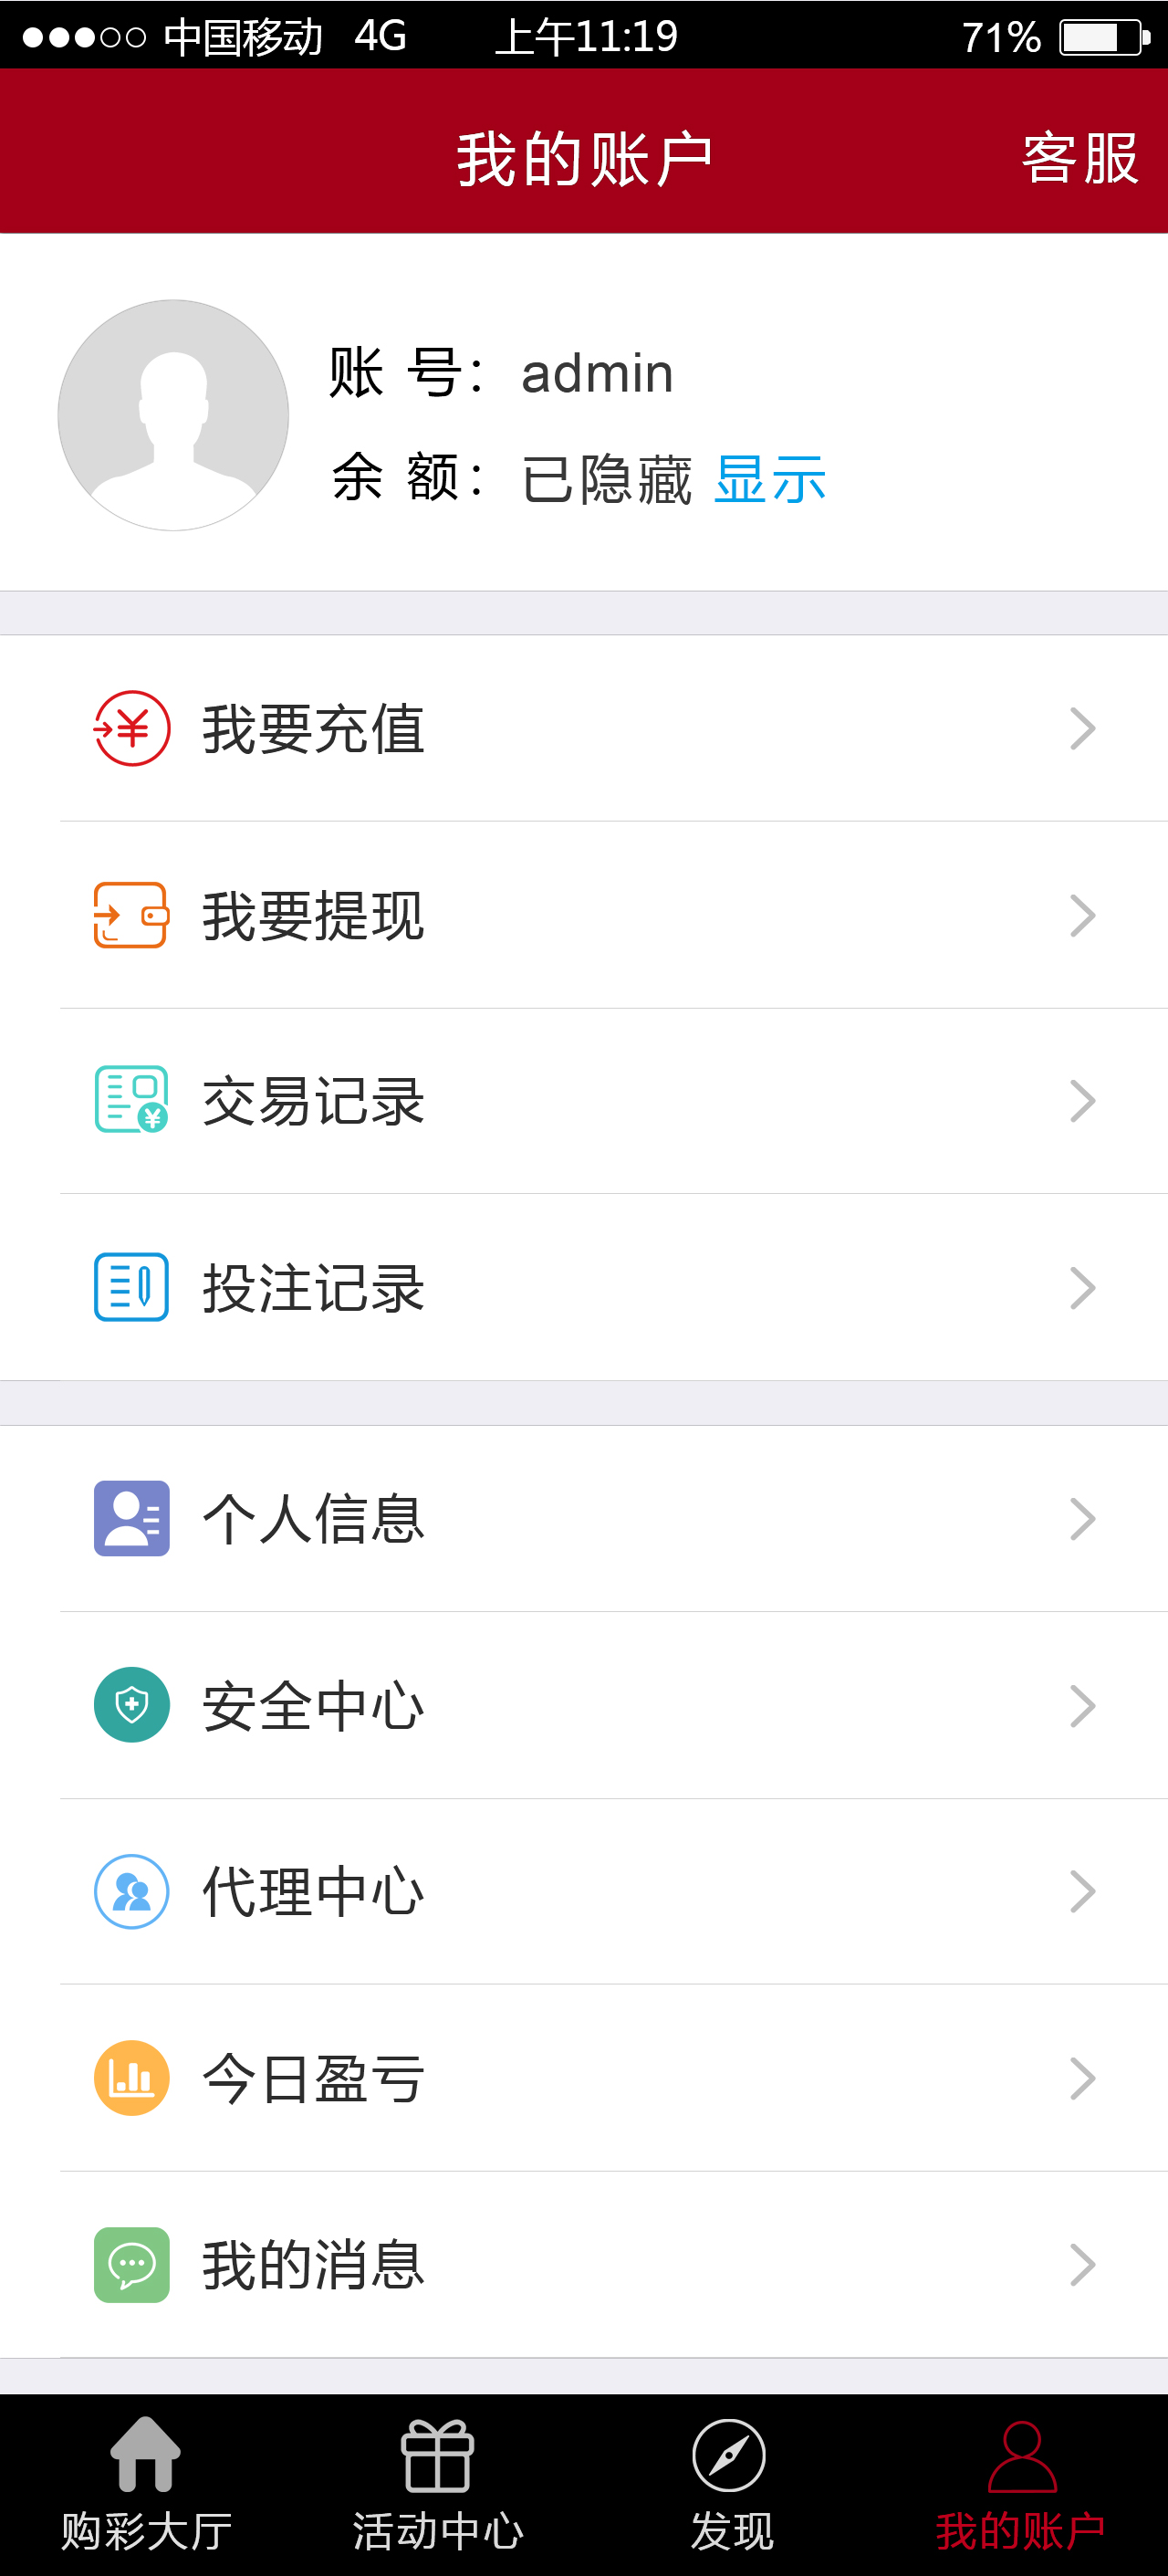 中国移动 4G 上午11:19 71%
我的账户 客服
账 号： admin
余 额： 已隐藏 显示
我要充值
我要提现
交易记录
投注记录
个人信息
安全中心
代理中心
今日盈亏
我的消息
购彩大厅 活动中心 发现 我的账户